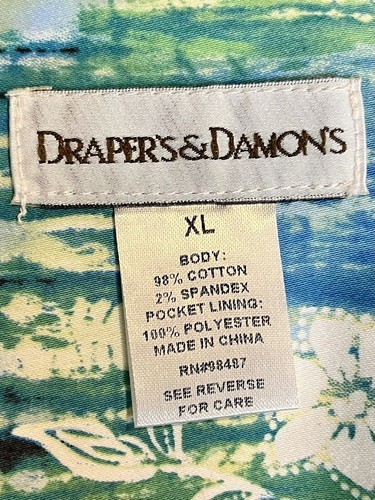 DRAPER'S&DAMON'S
XL
BODY:
98% COTTON
2% SPANDEX
POCKET LINING:
100% POLYESTER
MADE IN CHINA
RN#98487
SEE REVERSE
FOR CARE